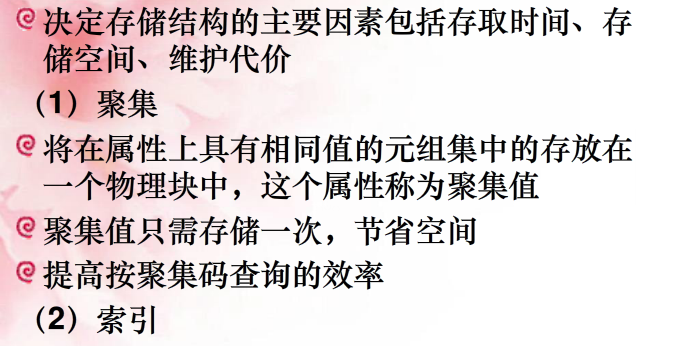 决定存储结构的主要因素包括存取时间、存
储空间、维护代价
（1）聚集
将在属性上具有相同值的元组集中的存放在
一个物理块中，这个属性称为聚集值
聚集值只需存储一次，节省空间
提高按聚集码查询的效率
（2）索引